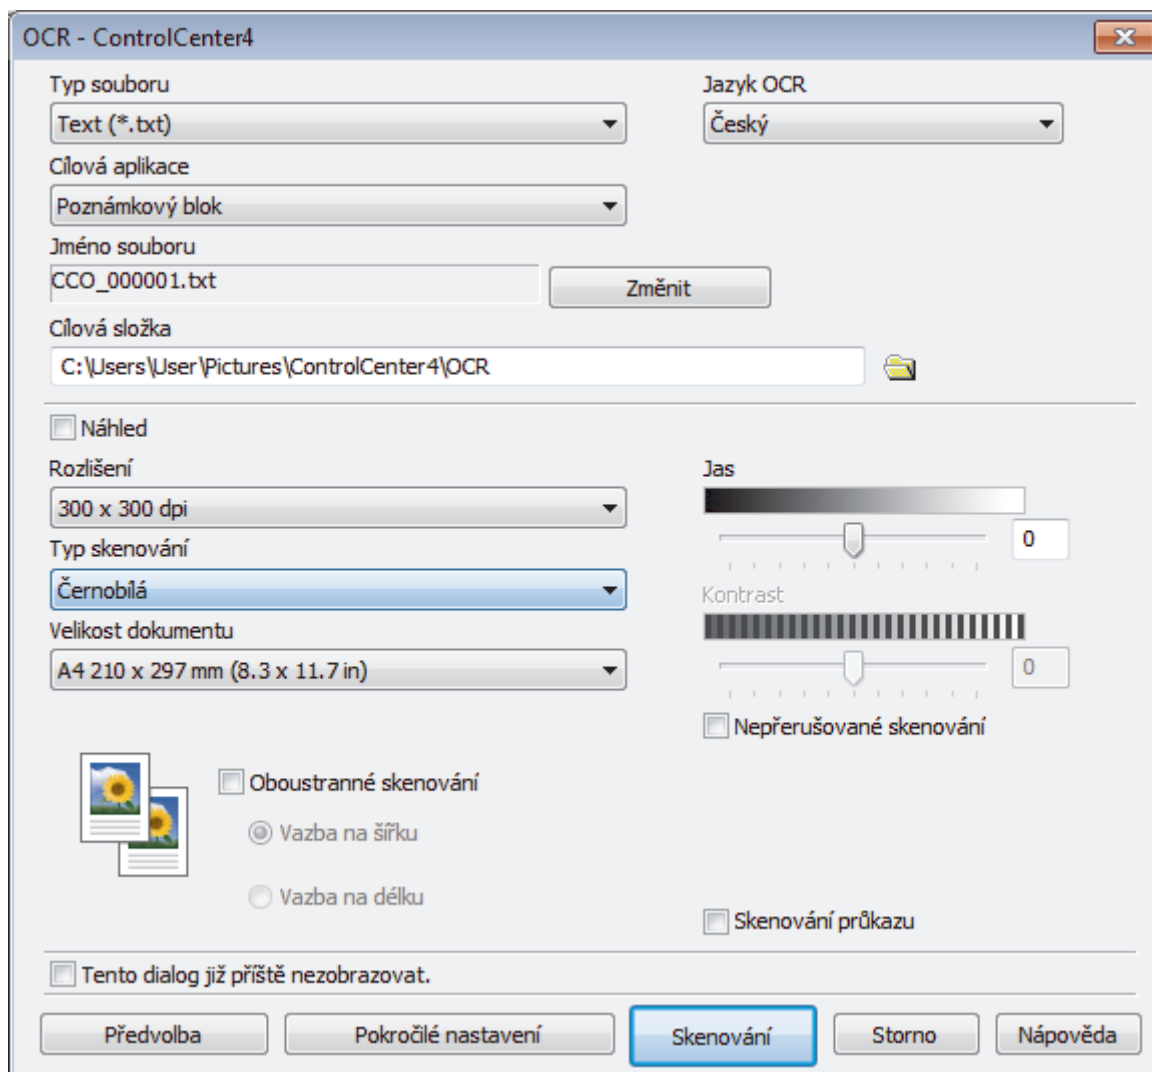 OCR - ControlCenter4
Typ souboru
Jazyk OCR
Text (*.txt)
Český
Cílová aplikace
Poznámkový blok
Jméno souboru
CCO_000001.txt
Změnit
Cílová složka
C:\Users\User\Pictures\ControlCenter4\OCR
Náhled
Rozlišení
Jas
300 x 300 dpi
0
Typ skenování
Černobílá
Kontrast
Velikost dokumentu
A4 210 x 297 mm (8.3 x 11.7 in)
0
Nepřerušované skenování
Oboustranné skenování
Vazba na šířku
Vazba na délku
Skenování průkazu
Tento dialog již příště nezobrazovat.
Předvolba
Pokročilé nastavení
Skenování
Storno
Nápověda